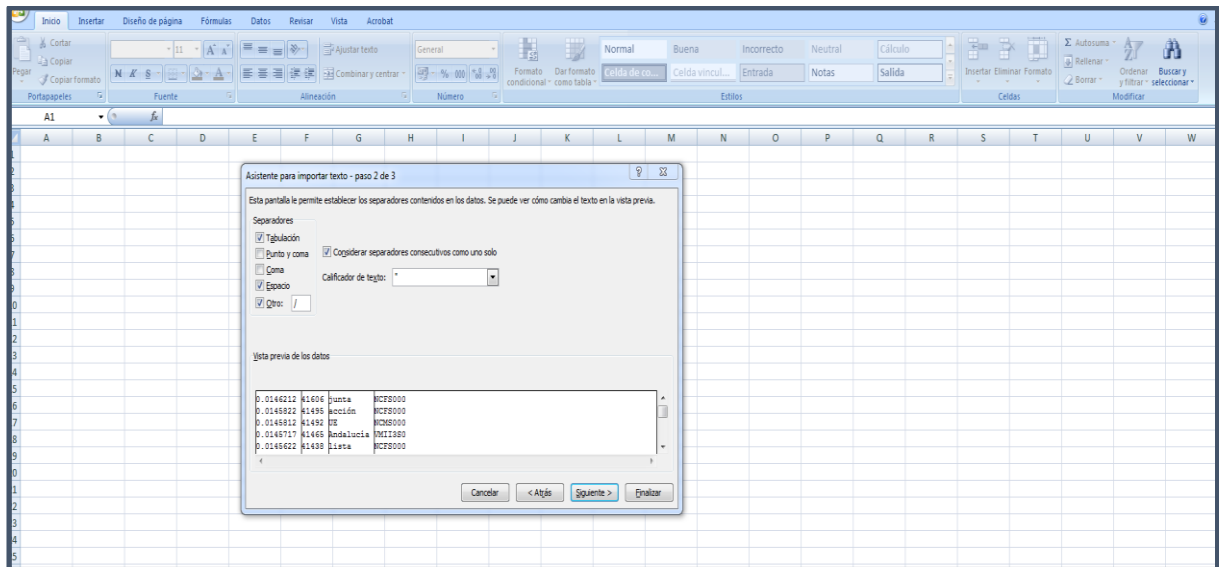 Inicio Insertar Diseño de página Fórmulas Datos Revisar Vista Acrobat
Cortar
Copiar
Copiar formato
Pegar
11
Ajustar texto
Combinar y centrar
General
% 000
Formato condicional
Dar formato como tabla
Normal Buena Incorrecto Neutral Cálculo
Celda de co... Celda vincul... Entrada Notas Salida
Insertar Eliminar Formato
Σ Autosuma
Rellenar
Borrar
Ordenar y filtrar
Buscar y seleccionar
Portapapeles Fuente Alineación Número Estilos Celdas Modificar
A1 fx
A B C D E F G H I J K L M N O P Q R S T U V W
Asistente para importar texto - paso 2 de 3
Esta pantalla le permite establecer los separadores contenidos en los datos. Se puede ver cómo cambia el texto en la vista previa.
Separadores
Tabulación
Punto y coma
Coma
Espacio
Otro: /
Considerar separadores consecutivos como uno solo
Calificador de texto: "
Vista previa de los datos
0.0146212 41606 junta NCFS000
0.0145822 41495 acción NCFS000
0.0145812 41492 UE NCMS000
0.0145717 41465 Andalucía VMII3S0
0.0145622 41438 lista NCFS000
Cancelar < Atrás Siguiente > Finalizar